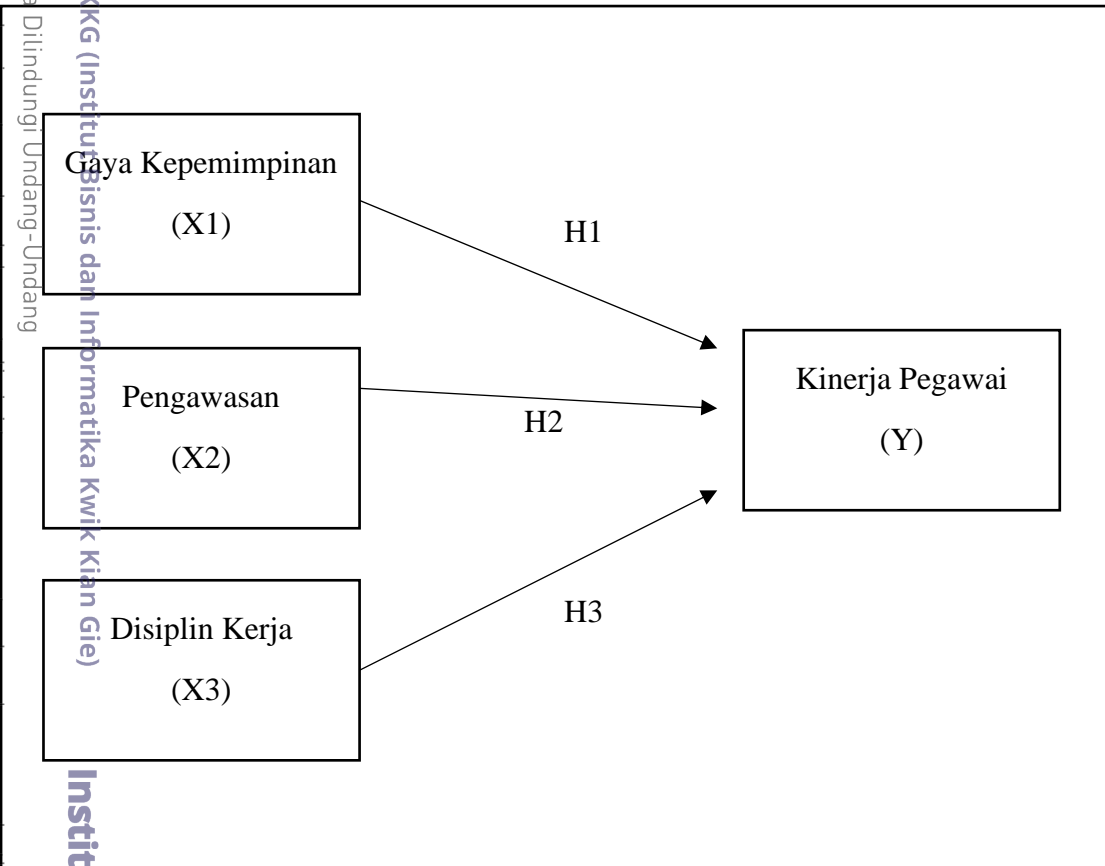 KKG (Institut Bisnis dan Informatika Kwik Kian Gie)
Dilindungi Undang-Undang
Gaya Kepemimpinan
(X1)
H1
Pengawasan
(X2)
H2
Kinerja Pegawai
(Y)
Disiplin Kerja
(X3)
H3
Instit